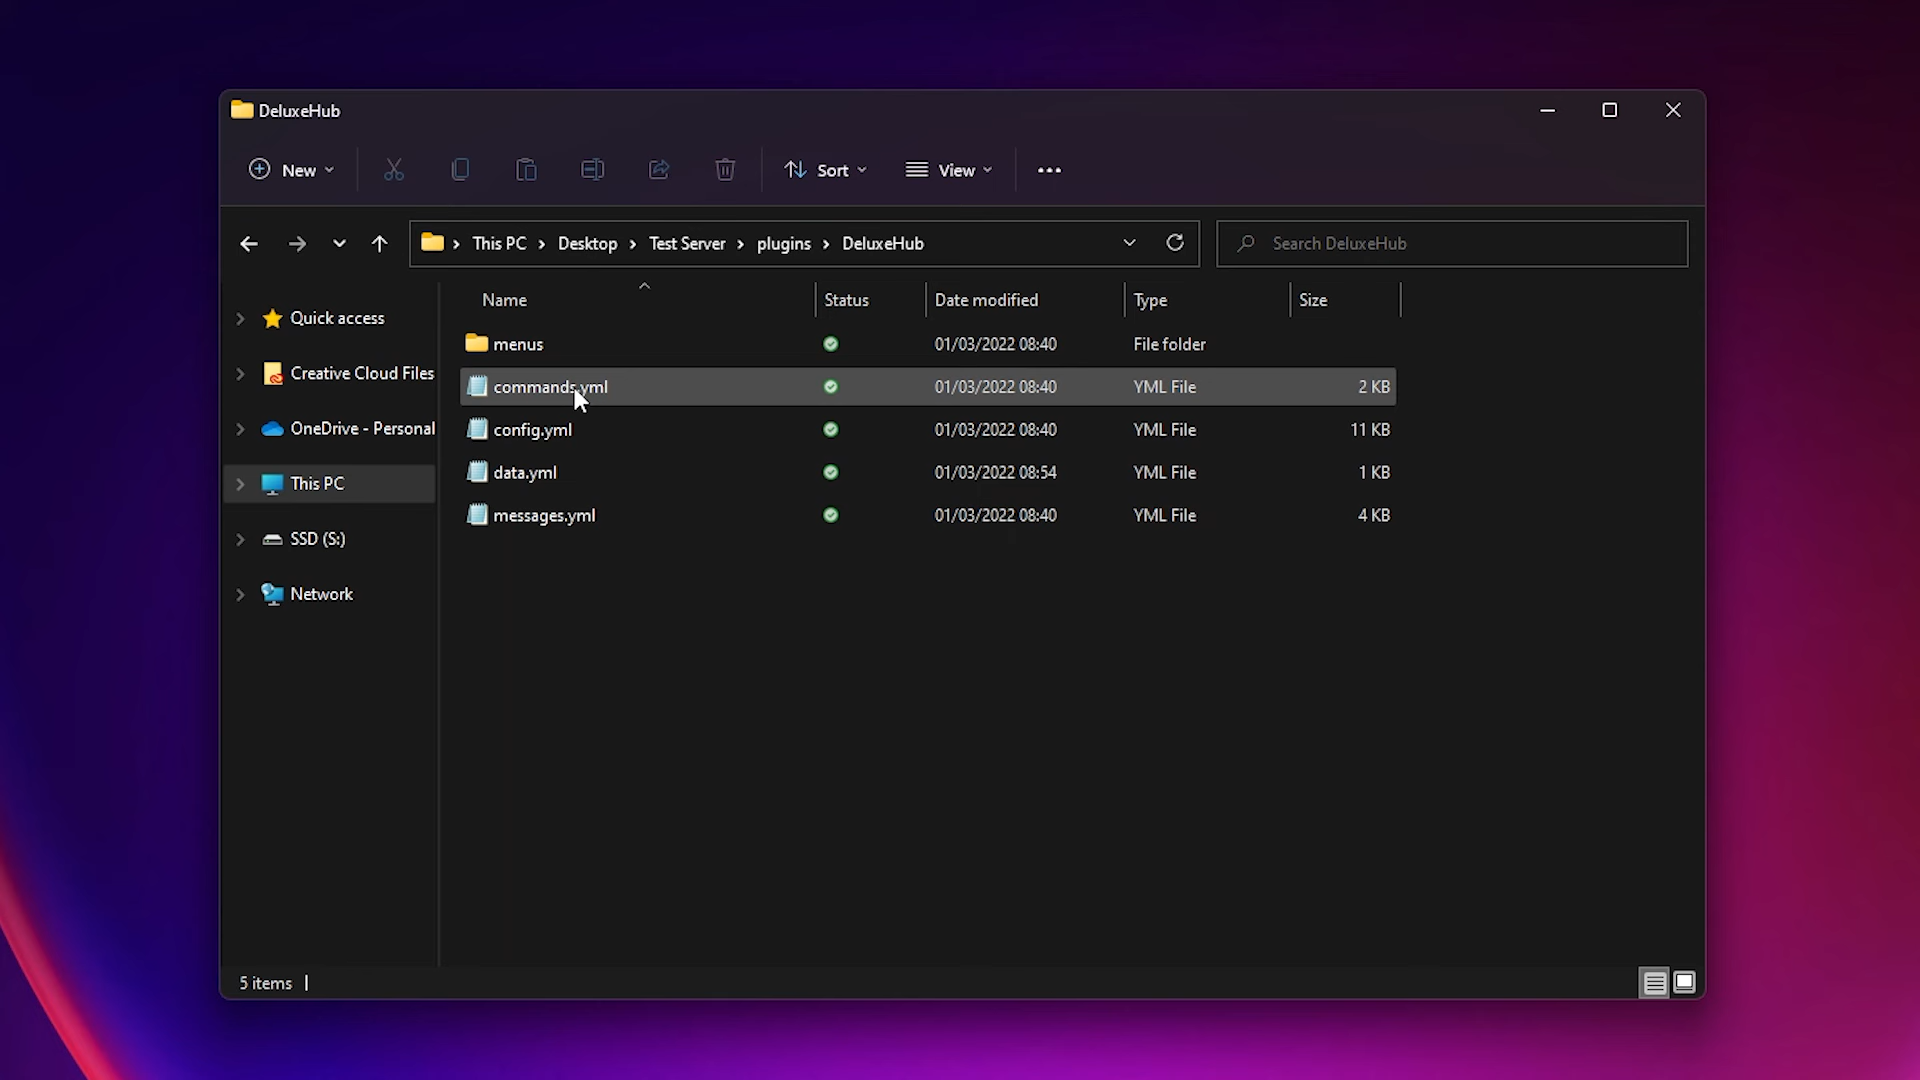 DeluxeHub
New
Sort
View
This PC
Desktop
Test Server
plugins
DeluxeHub
Search DeluxeHub
Name
Status
Date modified
Type
Size
Quick access
Creative Cloud Files
OneDrive - Personal
This PC
SSD (S:)
Network
menus 01/03/2022 08:40 File folder
commands.yml 01/03/2022 08:40 YML File 2 KB
config.yml 01/03/2022 08:40 YML File 11 KB
data.yml 01/03/2022 08:54 YML File 1 KB
messages.yml 01/03/2022 08:40 YML File 4 KB
5 items